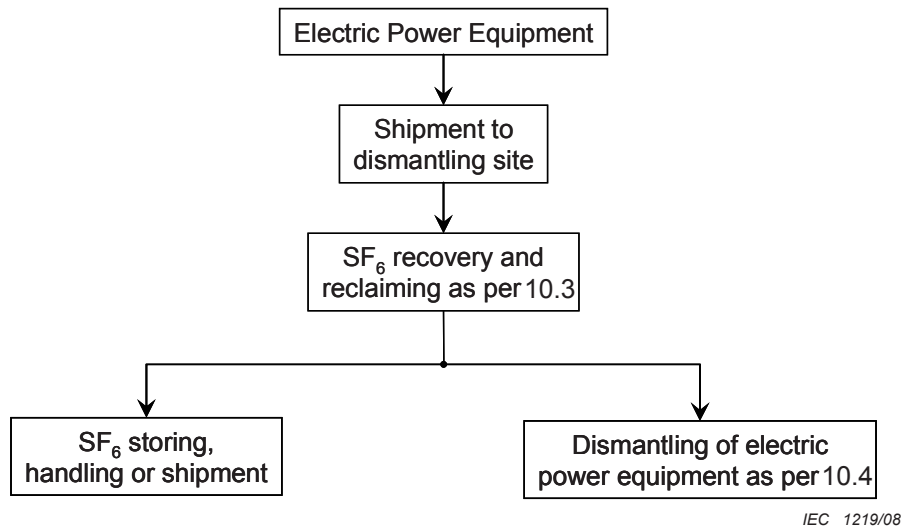 Electric Power Equipment
Shipment to
dismantling site
SF₆ recovery and
reclaiming as per 10.3
SF₆ storing,
handling or shipment
Dismantling of electric
power equipment as per 10.4
IEC 1219/08